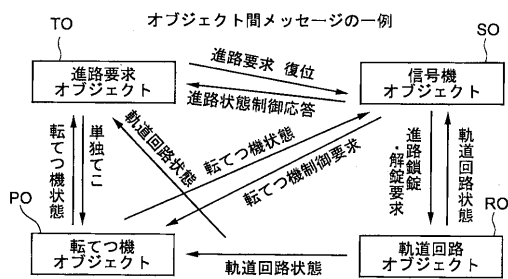 オブジェクト間メッセージの一例
TO
SO
進路要求
オブジェクト
進路要求 復位
進路状態制御応答
信号機
オブジェクト
転てつ機状態
単独てこ
軌道回路状態
転てつ機状態
転てつ機制御要求
進路鎖錠
・解錠要求
軌道回路状態
PO
RO
転てつ機
オブジェクト
軌道回路状態
軌道回路
オブジェクト